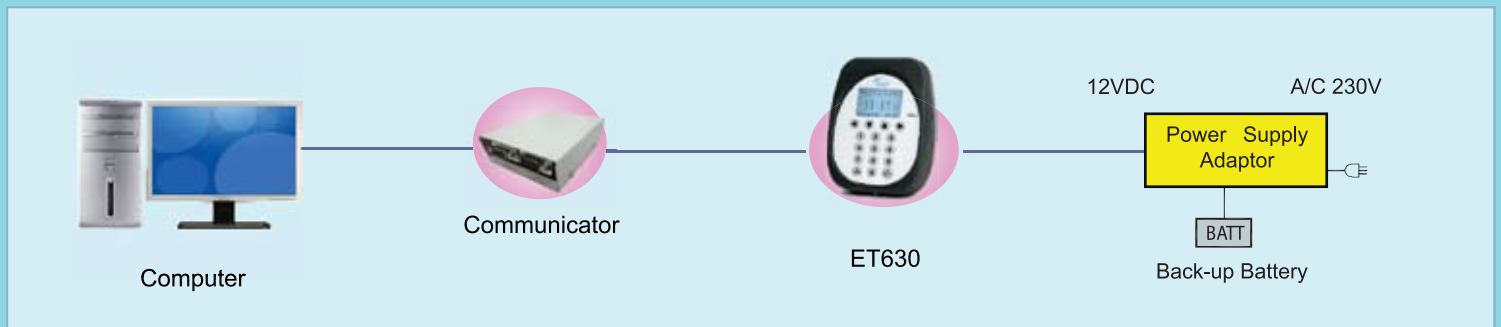 12VDC
A/C 230V
Power Supply
Adaptor
BATT
Communicator
ET630
Back-up Battery
Computer